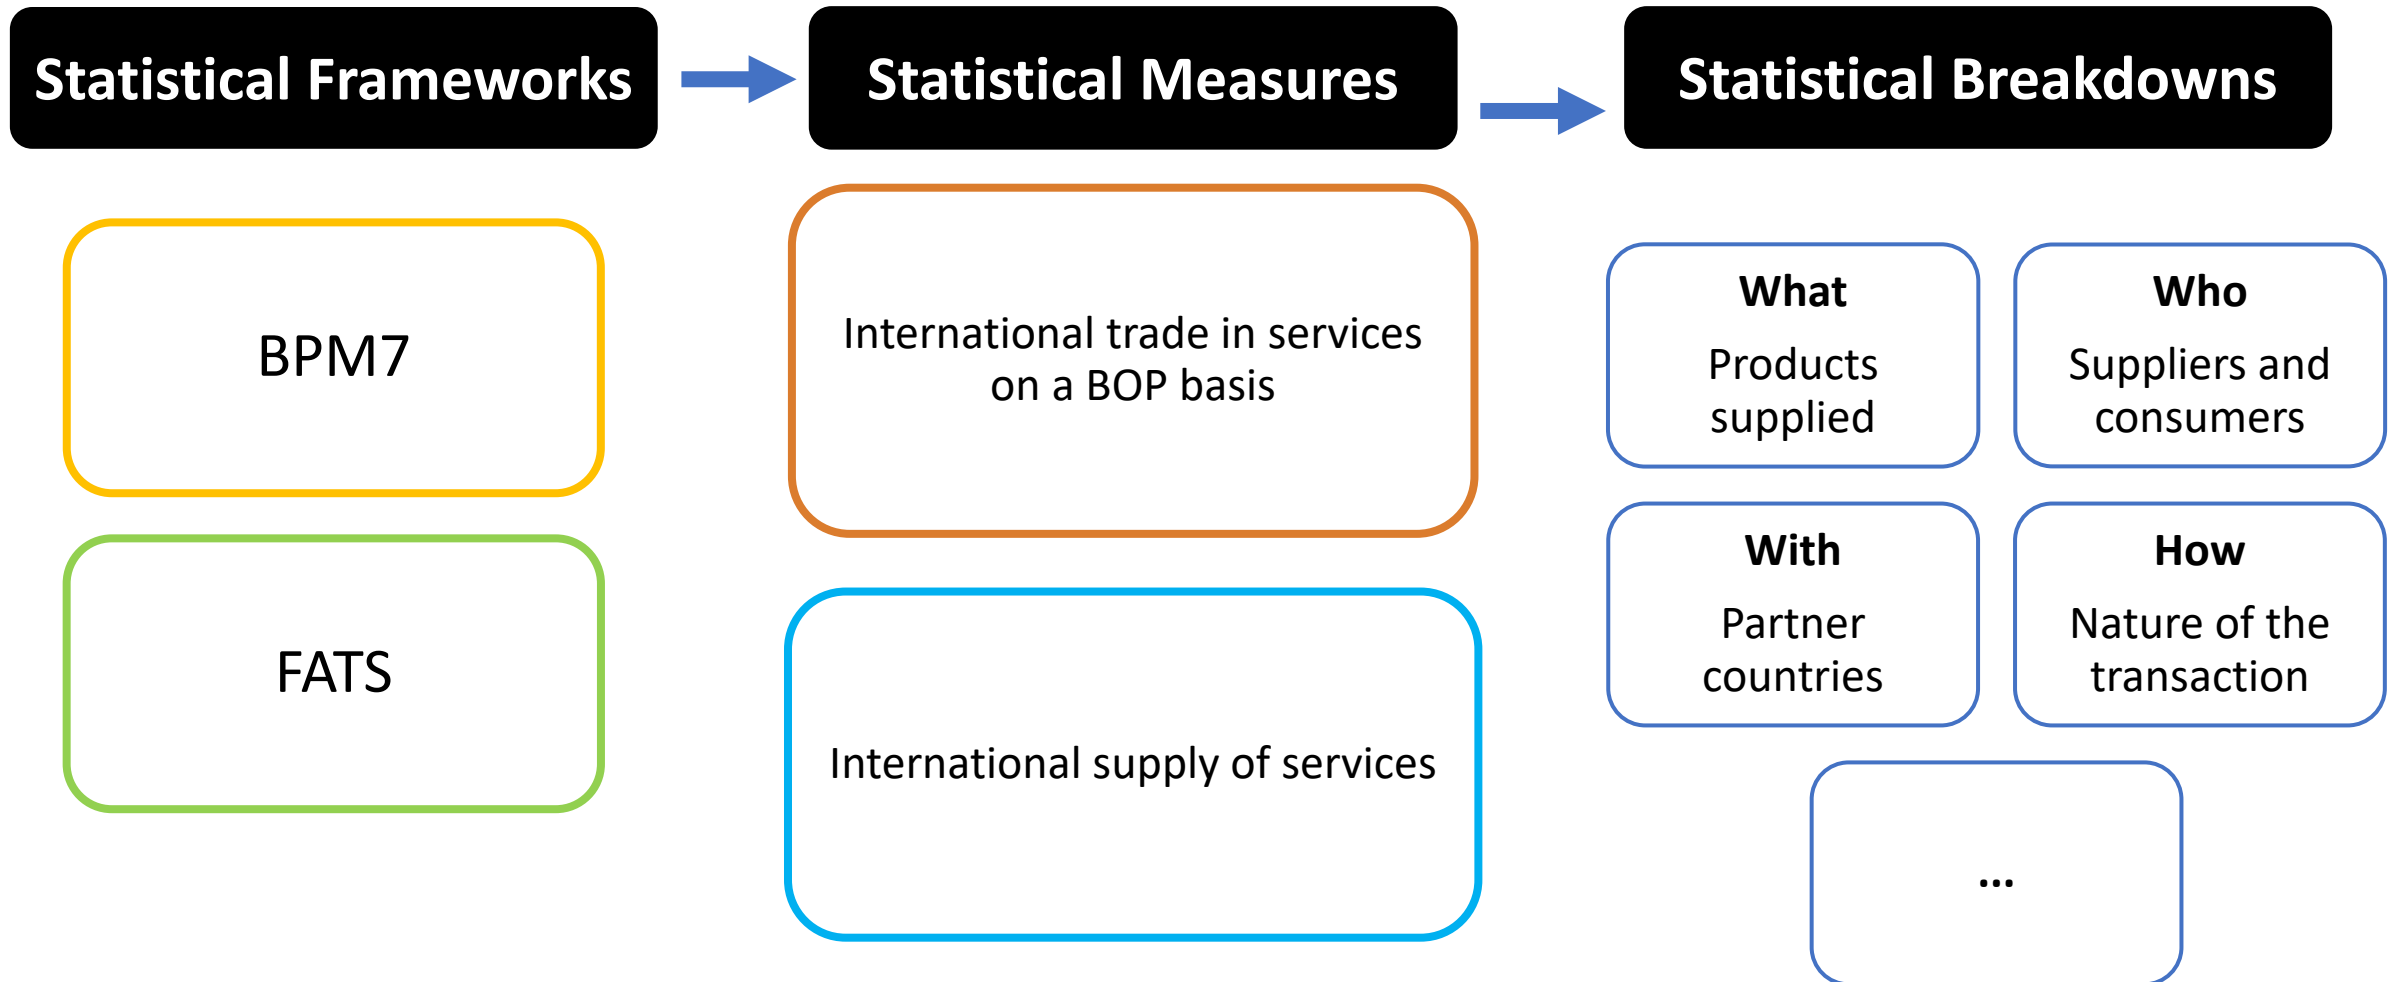 Statistical Frameworks
Statistical Measures
Statistical Breakdowns
BPM7
FATS
International trade in services
on a BOP basis
International supply of services
What
Products
supplied
Who
Suppliers and
consumers
With
Partner
countries
How
Nature of the
transaction
...